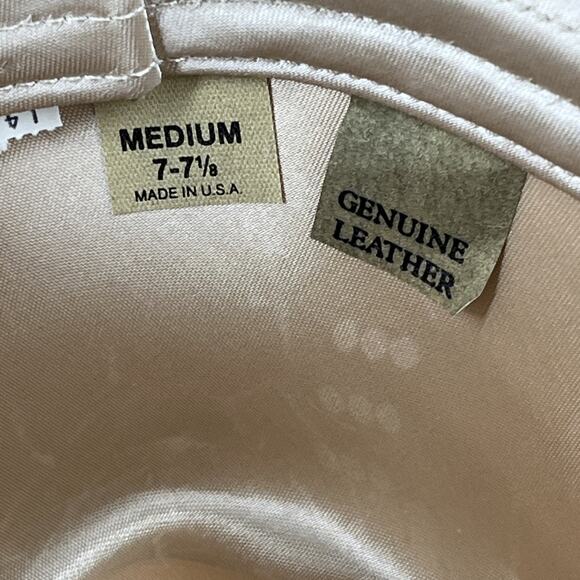 MEDIUM
7-7⅛
MADE IN U.S.A.
GENUINE
LEATHER